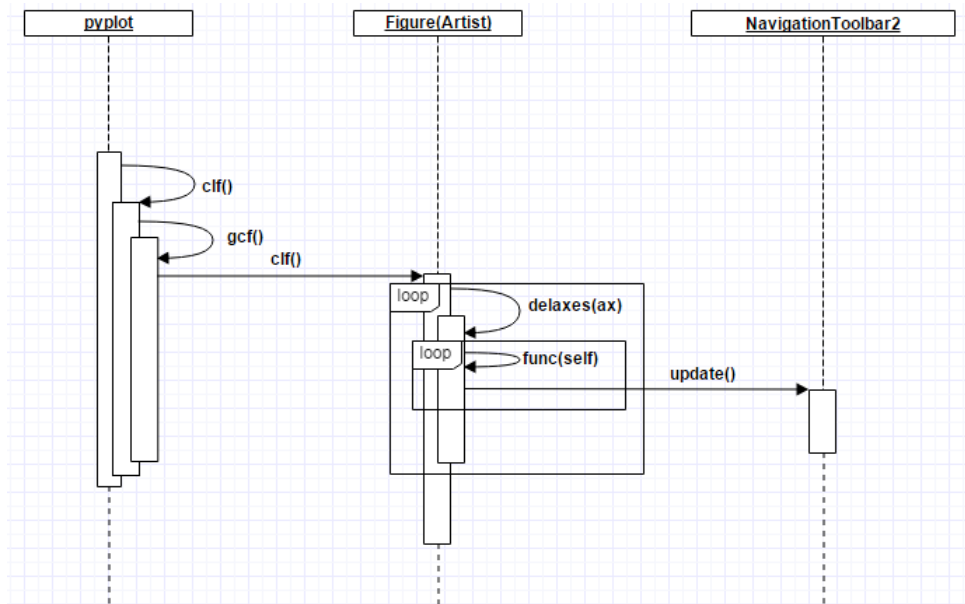 pyplot
Figure(Artist)
NavigationToolbar2
clf()
gcf()
clf()
loop
delaxes(ax)
loop
func(self)
update()